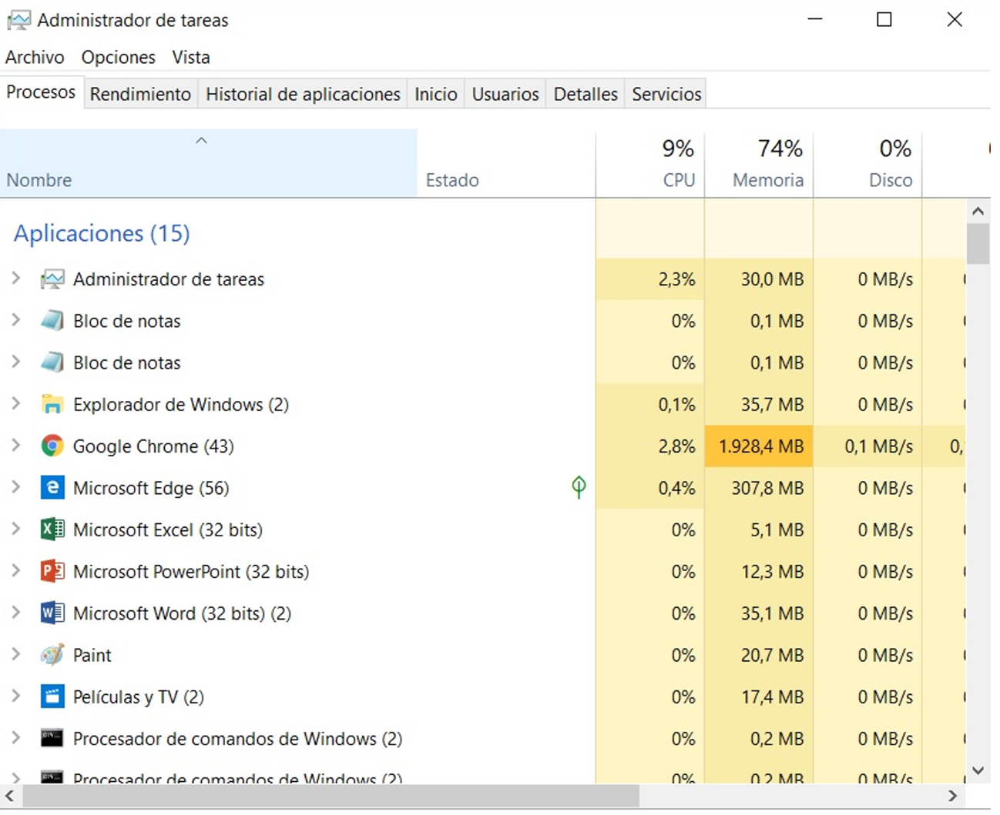 Administrador de tareas
Archivo Opciones Vista
Procesos Rendimiento Historial de aplicaciones Inicio Usuarios Detalles Servicios
9% 74% 0%
Nombre Estado CPU Memoria Disco
Aplicaciones (15)
Administrador de tareas 2,3% 30,0 MB 0 MB/s
Bloc de notas 0% 0,1 MB 0 MB/s
Bloc de notas 0% 0,1 MB 0 MB/s
Explorador de Windows (2) 0,1% 35,7 MB 0 MB/s
Google Chrome (43) 2,8% 1.928,4 MB 0,1 MB/s 0,
Microsoft Edge (56) 0,4% 307,8 MB 0 MB/s
Microsoft Excel (32 bits) 0% 5,1 MB 0 MB/s
Microsoft PowerPoint (32 bits) 0% 12,3 MB 0 MB/s
Microsoft Word (32 bits) (2) 0% 35,1 MB 0 MB/s
Paint 0% 20,7 MB 0 MB/s
Películas y TV (2) 0% 17,4 MB 0 MB/s
Procesador de comandos de Windows (2) 0% 0,2 MB 0 MB/s
Procesador de comandos de Windows (2) 0% 0,2 MB 0 MB/s